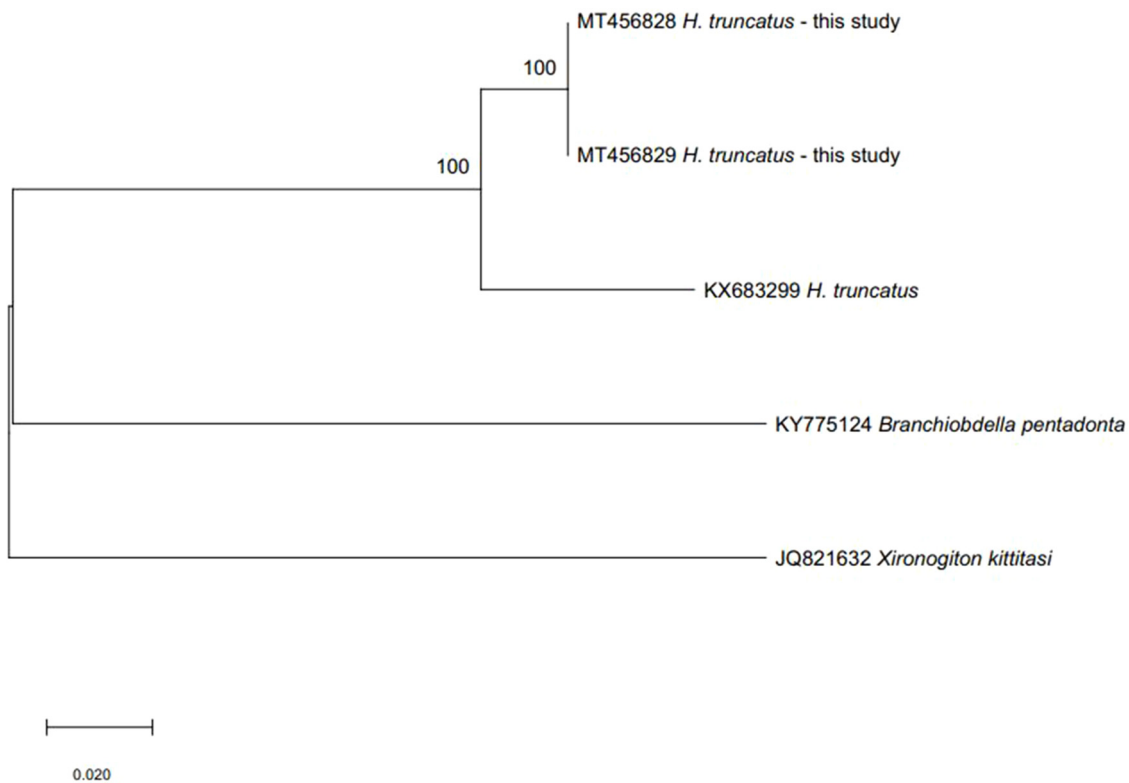 MT456828 H. truncatus - this study
100
MT456829 H. truncatus - this study
100
KX683299 H. truncatus
KY775124 Branchiobdella pentadonta
JQ821632 Xironogiton kittitasi
0.020